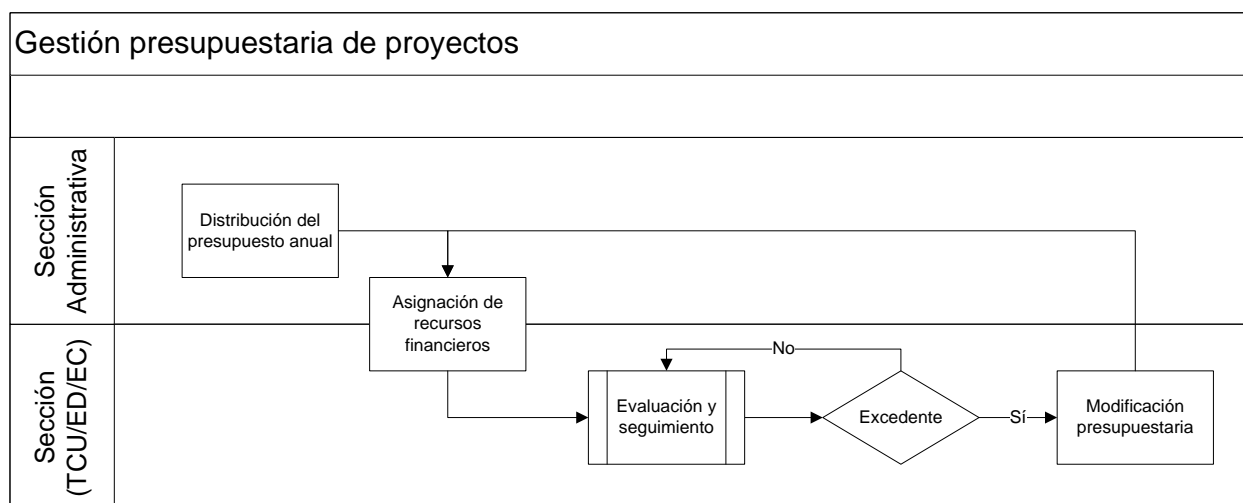 Gestión presupuestaria de proyectos
Sección
Administrativa
Distribución del
presupuesto anual
Asignación de
recursos
financieros
Sección
(TCU/ED/EC)
No
Evaluación y
seguimiento
Excedente
Sí
Modificación
presupuestaria